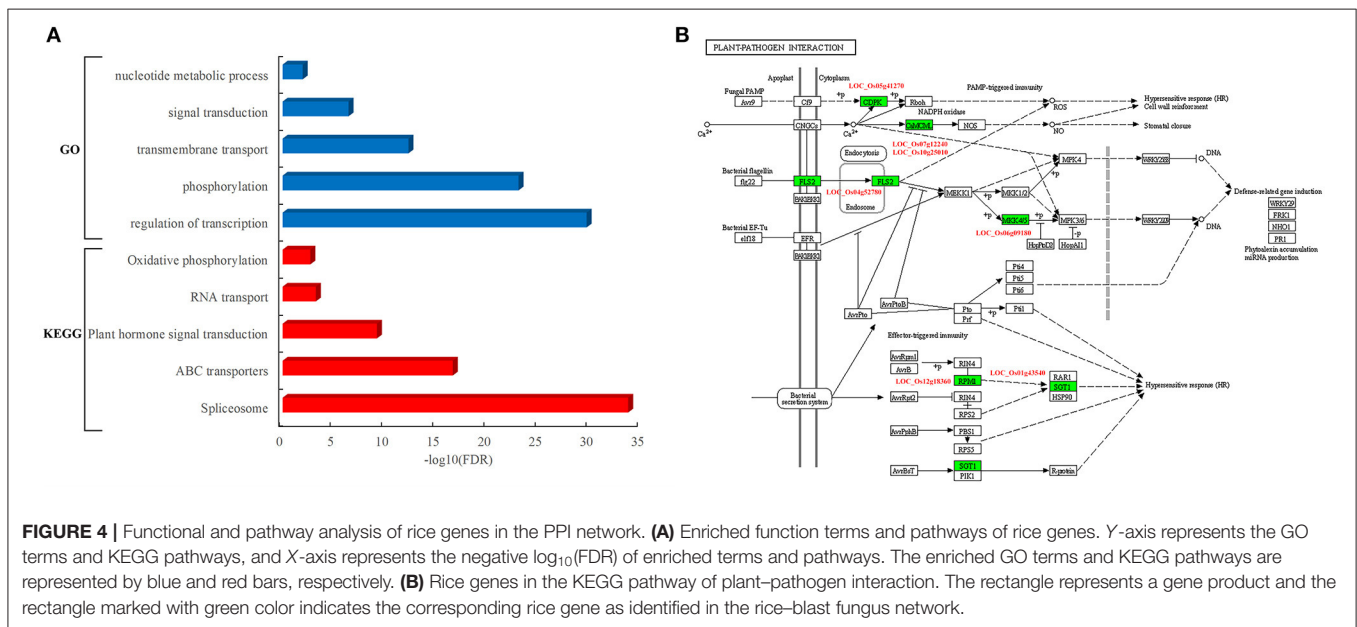 A
GO
nucleotide metabolic process
signal transduction
transmembrane transport
phosphorylation
regulation of transcription
KEGG
Oxidative phosphorylation
RNA transport
Plant hormone signal transduction
ABC transporters
Spliceosome
0 5 10 15 20 25 30 35
-log10(FDR)
B
PLANT-PATHOGEN INTERACTION
Apoplast
Cytoplasm
LOC_Os05g41270
Fungal PAMP
Avr9
Cf9
+p
CDPK
+p
Rboh
PAMP-triggered immunity
ROS
Hypersensitive response (HR)
Cell wall reinforcement
NADPH oxidase
Ca2+
CNGCs
Ca2+
CaMCML
NOS
NO
Stomatal closure
LOC_Os07g12240
LOC_Os10g25010
Endocytosis
MPK4
WRKY25/33
DNA
Bacterial flagellin
flg22
FLS2
FLS2
+p
LOC_Os04g52780
BAK1/BKK1
Endosome
MEKK1
+p
MKK1/2
Defense-related gene induction
WRKY29
FRK1
NHO1
PR1
Phytoalexin accumulation
miRNA production
MKK4/5
+p
MPK3/6
WRKY22/29
DNA
LOC_Os06g09180
-p
HopPtoD2
HopAI1
Bacterial EF-Tu
elf18
EFR
BAK1/BKK1
Pti4
Pti5
Pti6
AvrPto
AvrPtoB
Pto
Prf
+p
Pti1
Effector-triggered immunity
AvrRpm1
AvrB
+p
RIN4
RPM1
LOC_Os12g18360
LOC_Os01g43540
RAR1
SGT1
HSP90
Hypersensitive response (HR)
Bacterial
secretion system
AvrRpt2
RIN4
RPS2
AvrPphB
PBS1
RPS5
AvrBsT
SGT1
PIK1
R-protein
FIGURE 4 | Functional and pathway analysis of rice genes in the PPI network. (A) Enriched function terms and pathways of rice genes. Y-axis represents the GO
terms and KEGG pathways, and X-axis represents the negative log10(FDR) of enriched terms and pathways. The enriched GO terms and KEGG pathways are
represented by blue and red bars, respectively. (B) Rice genes in the KEGG pathway of plant–pathogen interaction. The rectangle represents a gene product and the
rectangle marked with green color indicates the corresponding rice gene as identified in the rice–blast fungus network.